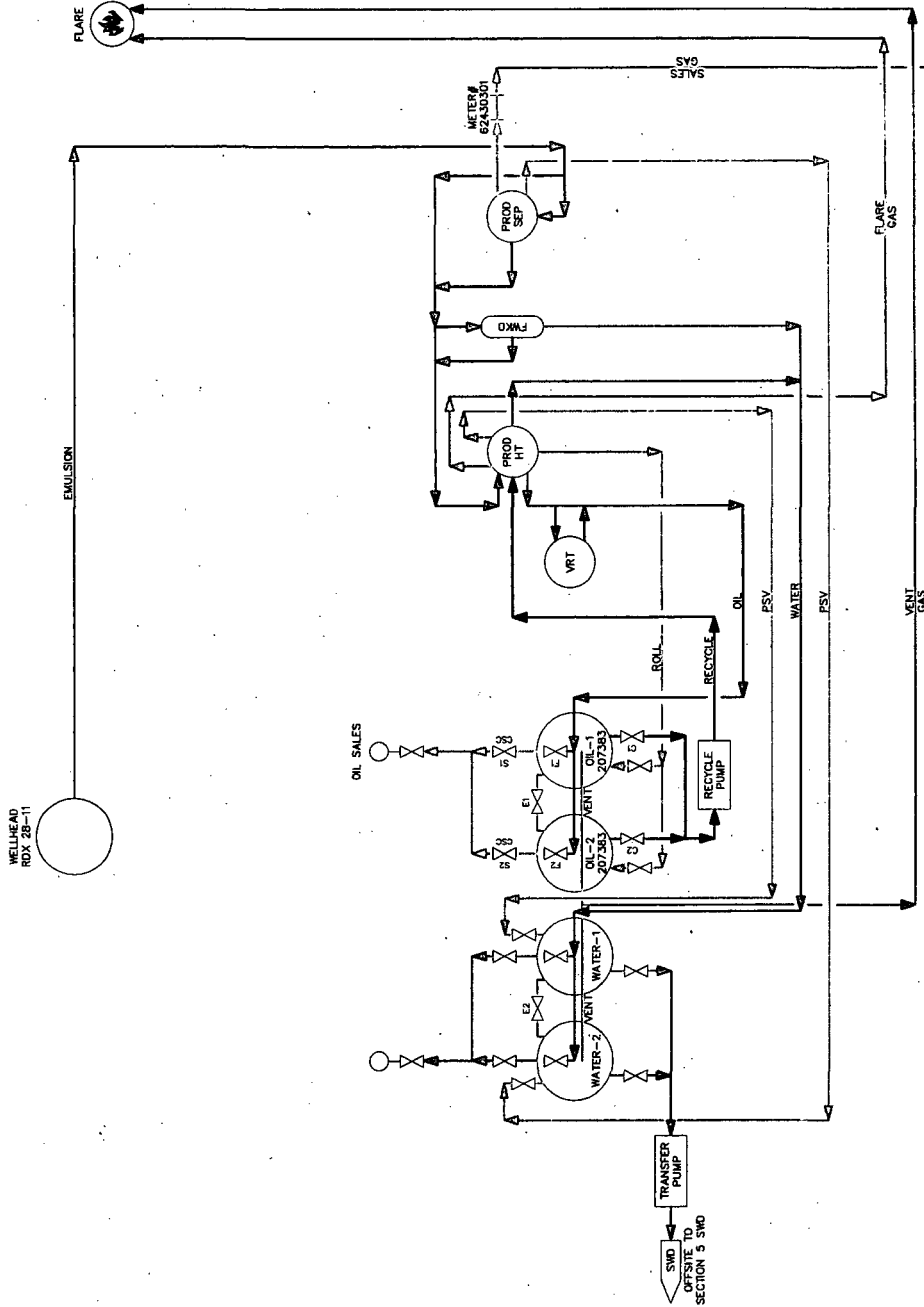 FLARE
WELLHEAD
RDX 28-11
EMULSION
METER#
62430301
SALES
GAS
PROD
SEP
FLARE
GAS
FWKO
PROD
HT
VRT
OIL
PSV
WATER
PSV
VENT
GAS
ROLL
RECYCLE
RECYCLE
PUMP
OIL SALES
S1
CSC
S2
CSC
E1
F1
F2
VENT
OIL-1
207383
OIL-2
207383
E2
VENT
WATER-1
WATER-2
TRANSFER
PUMP
SWD
OFFSITE TO
SECTION 5 SWD